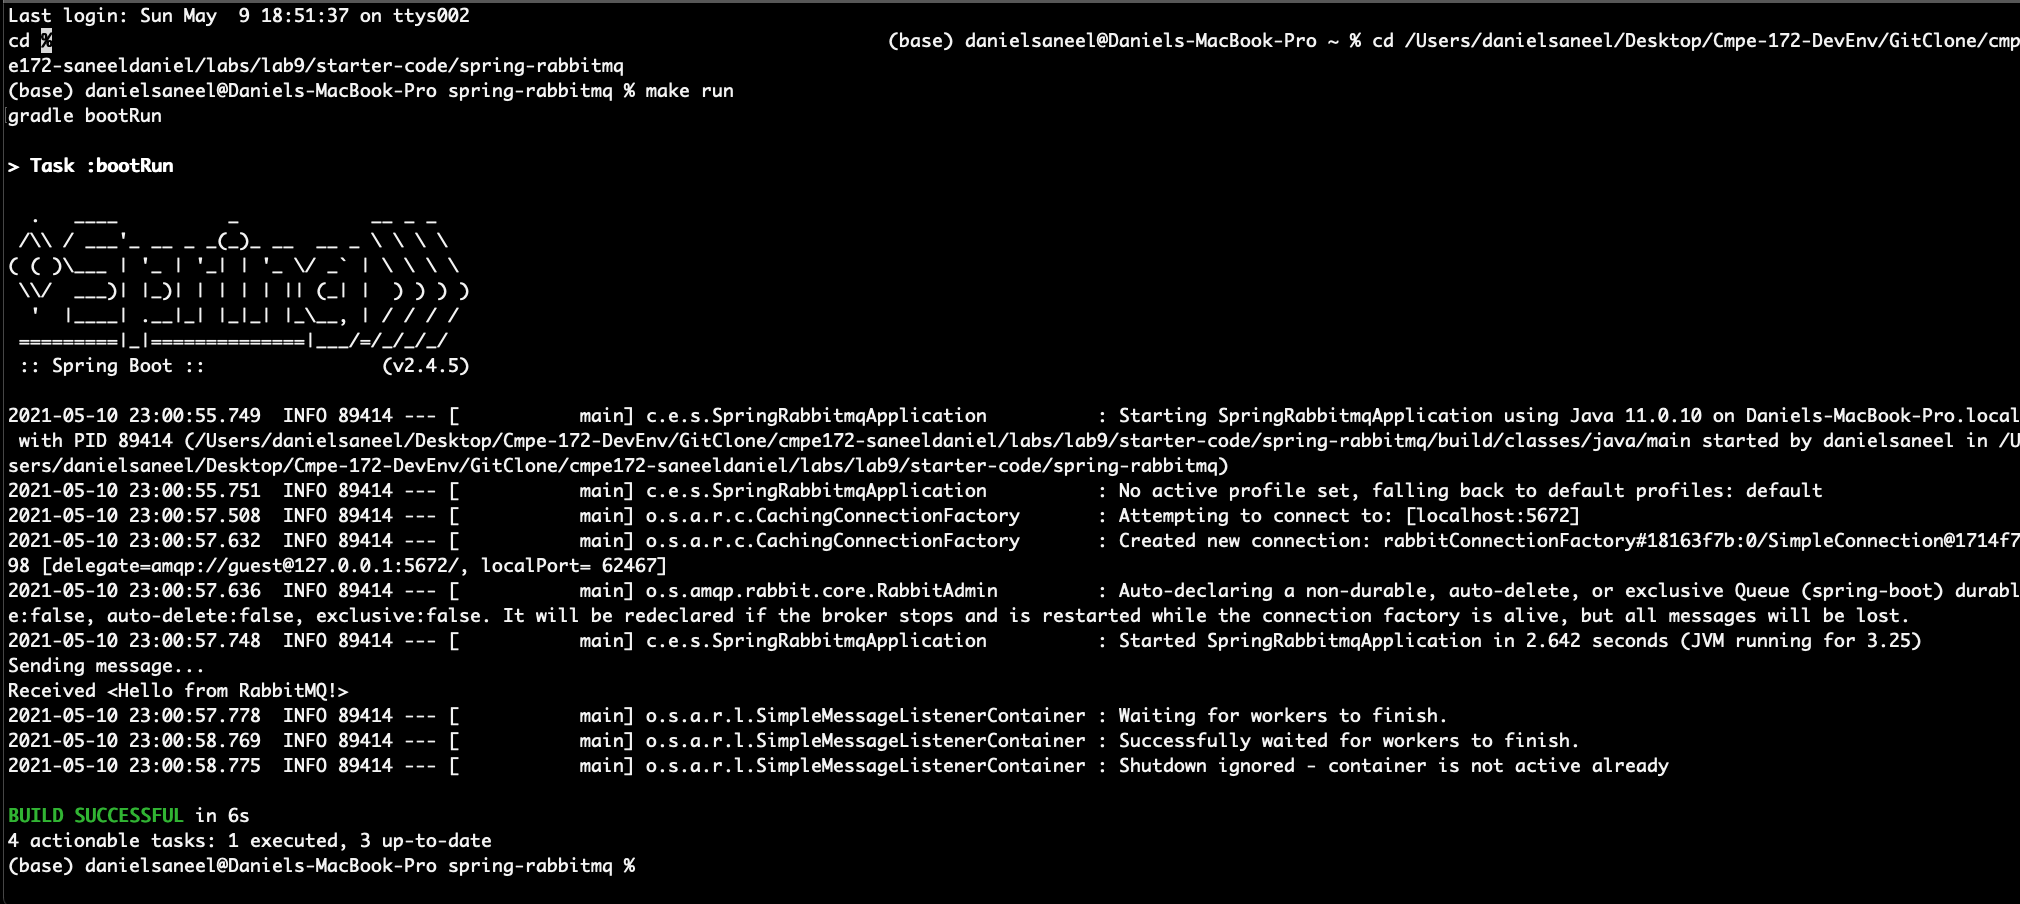 Last login: Sun May  9 18:51:37 on ttys002
cd %                                                                            (base) danielsaneel@Daniels-MacBook-Pro ~ % cd /Users/danielsaneel/Desktop/Cmpe-172-DevEnv/GitClone/cmp
e172-saneeldaniel/labs/lab9/starter-code/spring-rabbitmq
(base) danielsaneel@Daniels-MacBook-Pro spring-rabbitmq % make run
gradle bootRun

> Task :bootRun

  .   ____          _            __ _ _
 /\\ / ___'_ __ _ _(_)_ __  __ _ \ \ \ \
( ( )\___ | '_ | '_| | '_ \/ _` | \ \ \ \
 \\/  ___)| |_)| | | | | || (_| |  ) ) ) )
  '  |____| .__|_| |_|_| |_\__, | / / / /
 =========|_|==============|___/=/_/_/_/
 :: Spring Boot ::                (v2.4.5)

2021-05-10 23:00:55.749  INFO 89414 --- [           main] c.e.s.SpringRabbitmqApplication          : Starting SpringRabbitmqApplication using Java 11.0.10 on Daniels-MacBook-Pro.local
 with PID 89414 (/Users/danielsaneel/Desktop/Cmpe-172-DevEnv/GitClone/cmpe172-saneeldaniel/labs/lab9/starter-code/spring-rabbitmq/build/classes/java/main started by danielsaneel in /U
sers/danielsaneel/Desktop/Cmpe-172-DevEnv/GitClone/cmpe172-saneeldaniel/labs/lab9/starter-code/spring-rabbitmq)
2021-05-10 23:00:55.751  INFO 89414 --- [           main] c.e.s.SpringRabbitmqApplication          : No active profile set, falling back to default profiles: default
2021-05-10 23:00:57.508  INFO 89414 --- [           main] o.s.a.r.c.CachingConnectionFactory       : Attempting to connect to: [localhost:5672]
2021-05-10 23:00:57.632  INFO 89414 --- [           main] o.s.a.r.c.CachingConnectionFactory       : Created new connection: rabbitConnectionFactory#18163f7b:0/SimpleConnection@1714f7
98 [delegate=amqp://guest@127.0.0.1:5672/, localPort= 62467]
2021-05-10 23:00:57.636  INFO 89414 --- [           main] o.s.amqp.rabbit.core.RabbitAdmin         : Auto-declaring a non-durable, auto-delete, or exclusive Queue (spring-boot) durabl
e:false, auto-delete:false, exclusive:false. It will be redeclared if the broker stops and is restarted while the connection factory is alive, but all messages will be lost.
2021-05-10 23:00:57.748  INFO 89414 --- [           main] c.e.s.SpringRabbitmqApplication          : Started SpringRabbitmqApplication in 2.642 seconds (JVM running for 3.25)
Sending message...
Received <Hello from RabbitMQ!>
2021-05-10 23:00:57.778  INFO 89414 --- [           main] o.s.a.r.l.SimpleMessageListenerContainer : Waiting for workers to finish.
2021-05-10 23:00:58.769  INFO 89414 --- [           main] o.s.a.r.l.SimpleMessageListenerContainer : Successfully waited for workers to finish.
2021-05-10 23:00:58.775  INFO 89414 --- [           main] o.s.a.r.l.SimpleMessageListenerContainer : Shutdown ignored - container is not active already

BUILD SUCCESSFUL in 6s
4 actionable tasks: 1 executed, 3 up-to-date
(base) danielsaneel@Daniels-MacBook-Pro spring-rabbitmq %